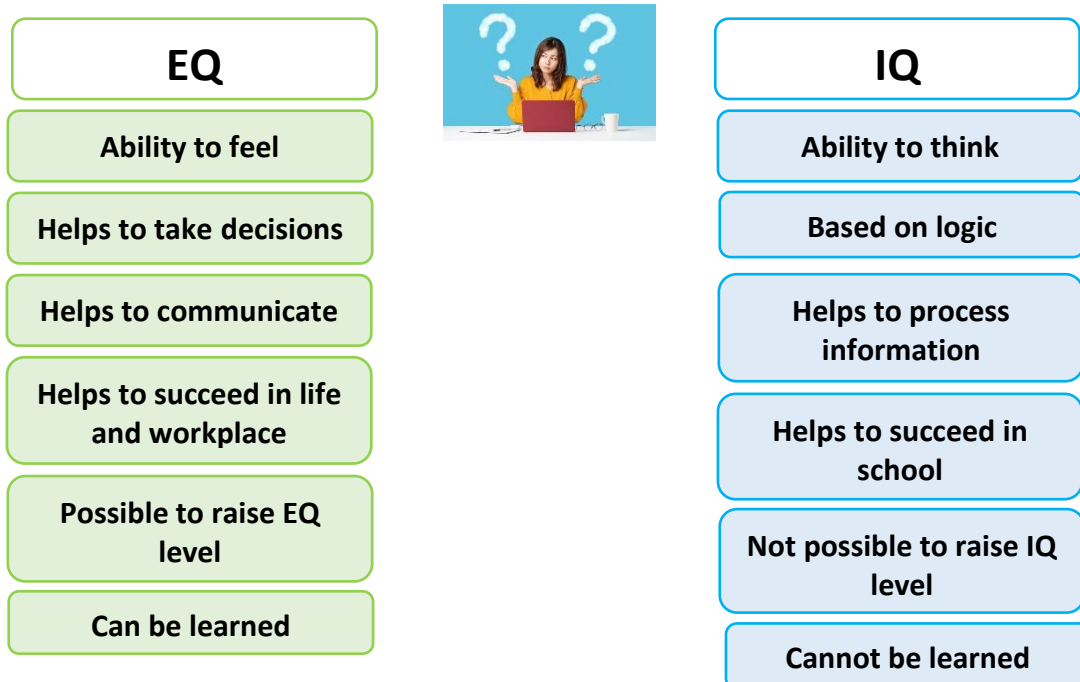 EQ
Ability to feel
Helps to take decisions
Helps to communicate
Helps to succeed in life
and workplace
Possible to raise EQ
level
Can be learned
? ?
IQ
Ability to think
Based on logic
Helps to process
information
Helps to succeed in
school
Not possible to raise IQ
level
Cannot be learned